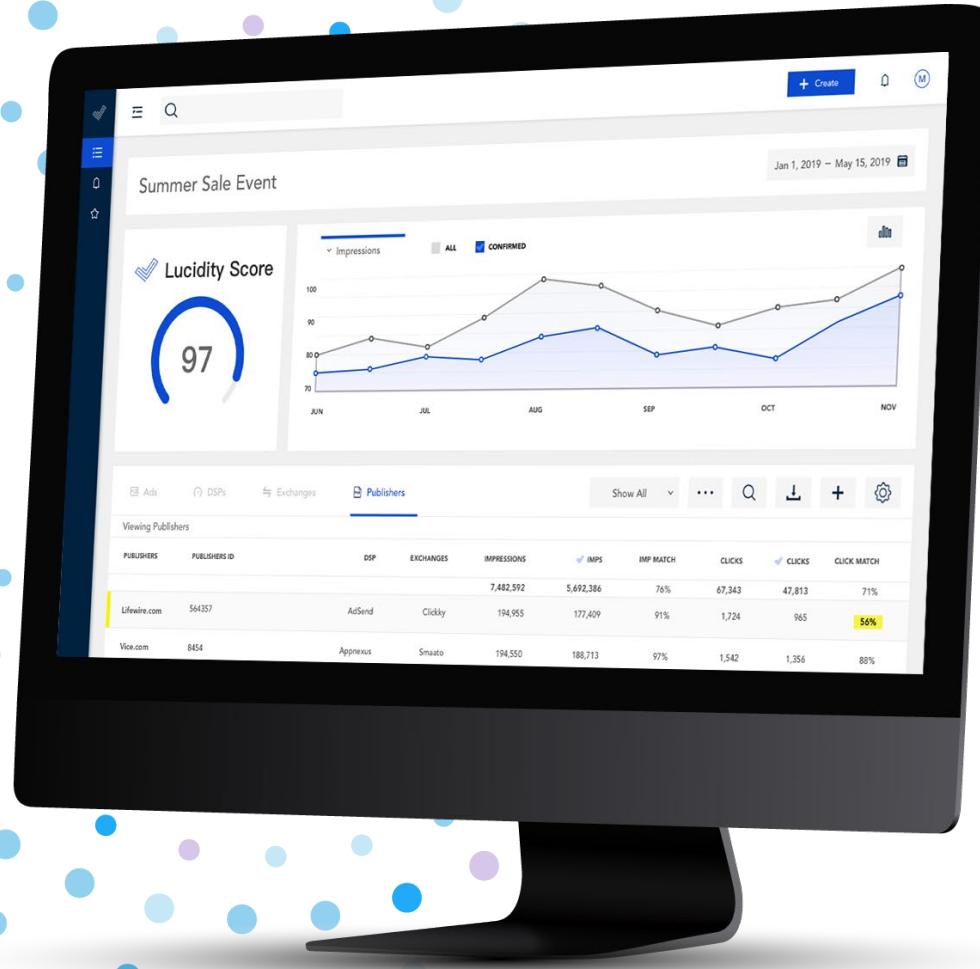 + Create
M
Summer Sale Event
Jan 1, 2019 – May 15, 2019
Lucidity Score
97
Impressions
ALL
CONFIRMED
100
90
80
70
JUN JUL AUG SEP OCT NOV
Ads DSPs Exchanges Publishers
Show All
Viewing Publishers
PUBLISHERS PUBLISHERS ID DSP EXCHANGES IMPRESSIONS IMPS IMP MATCH CLICKS CLICKS CLICK MATCH
7,482,592 5,692,386 76% 67,343 47,813 71%
Lifewire.com 564357 AdSend Clickky 194,955 177,409 91% 1,724 965 56%
Vice.com 8454 Appnexus Smaato 194,550 188,713 97% 1,542 1,356 88%